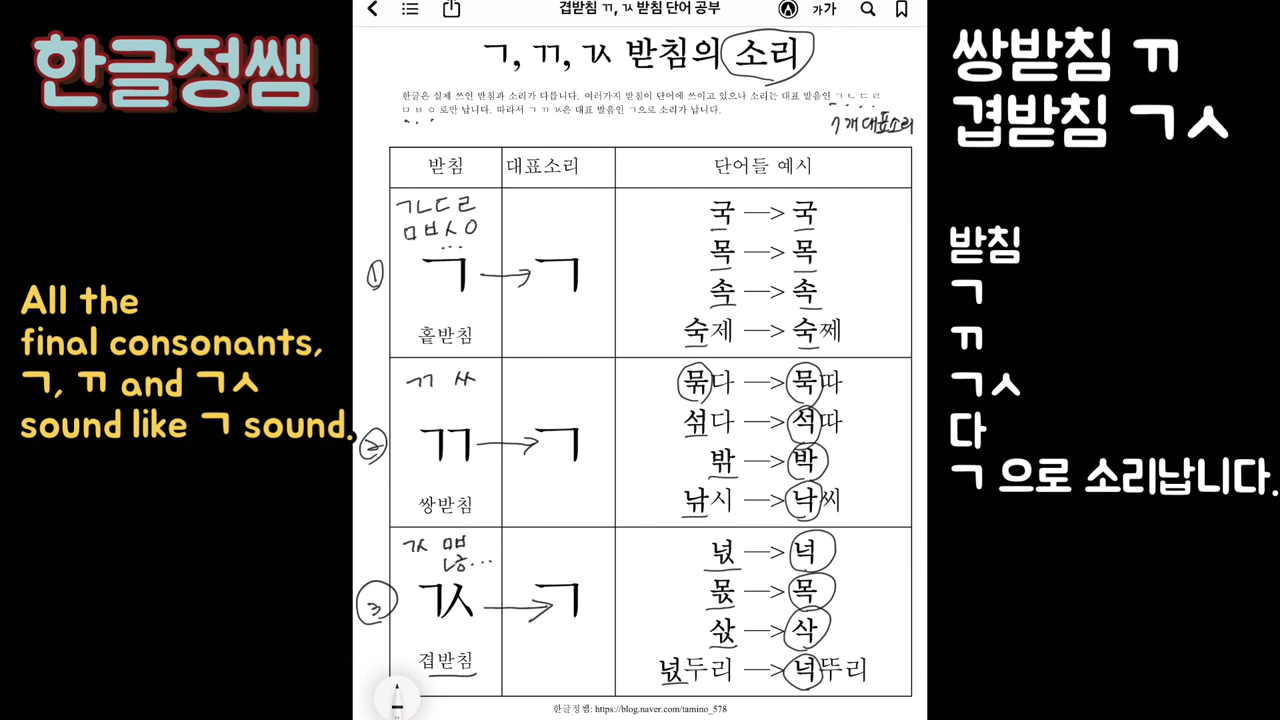 겹받침 ㄲ, ㄳ 받침 단어 공부
가가
한글정쌤
ㄱ, ㄲ, ㄳ 받침의 소리
한글은 실제 쓰인 받침과 소리가 다릅니다. 여러가지 받침이 단어에 쓰이고 있으나 소리는 대표 발음인 ㄱ ㄴ ㄷ ㄹ
ㅁ ㅂ ㅇ 로만 납니다. 따라서 ㄱ ㄲ ㄳ은 대표 발음인 ㄱ으로 소리가 납니다.
7개 대표소리
받침 대표소리 단어들 예시
ㄱㄴㄷㄹ
ㅁㅂㅅㅇ
...
① ㄱ → ㄱ
홑받침
국 —> 국
목 —> 목
속 —> 속
숙제 —> 숙쩨
ㄲ ㅆ
② ㄲ → ㄱ
쌍받침
묶다 —> 묵따
섞다 —> 석따
밖 —> 박
낚시 —> 낙씨
ㄳ
③ ㄳ → ㄱ
겹받침
넋 —> 넉
몫 —> 목
삯 —> 삭
넋두리 —> 넉뚜리
한글정쌤: https://blog.naver.com/tamino_578
All the
final consonants,
ㄱ, ㄲ and ㄱㅅ
sound like ㄱ sound.
쌍받침 ㄲ
겹받침 ㄱㅅ
받침
ㄱ
ㄲ
ㄱㅅ
다
ㄱ 으로 소리납니다.